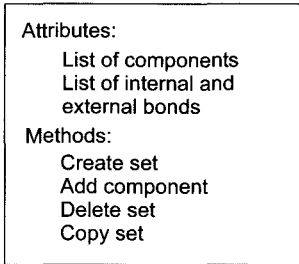 Attributes:
List of components
List of internal and
external bonds
Methods:
Create set
Add component
Delete set
Copy set